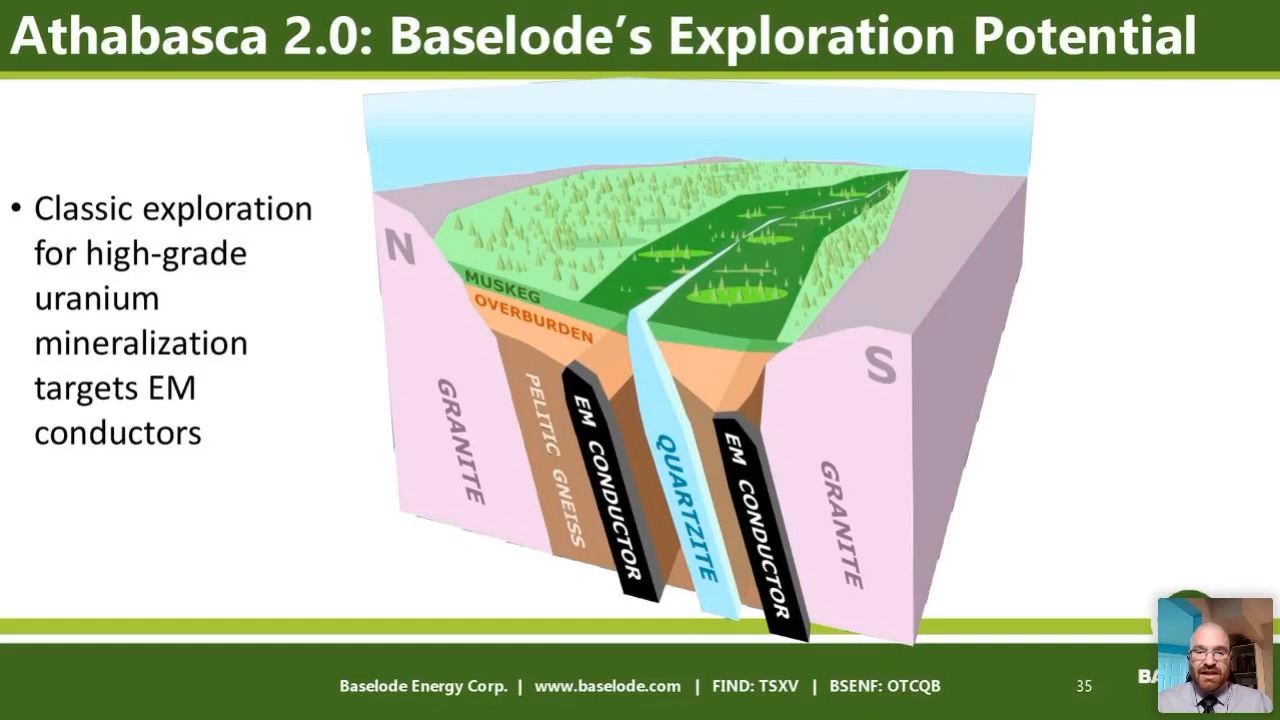 Athabasca 2.0: Baselode's Exploration Potential
• Classic exploration
for high-grade
uranium
mineralization
targets EM
conductors
N
S
MUSKEG
OVERBURDEN
GRANITE
PELITIC GNEISS
EM CONDUCTOR
QUARTZITE
EM CONDUCTOR
GRANITE
Baselode Energy Corp. | www.baselode.com | FIND: TSXV | BSENF: OTCQB
35